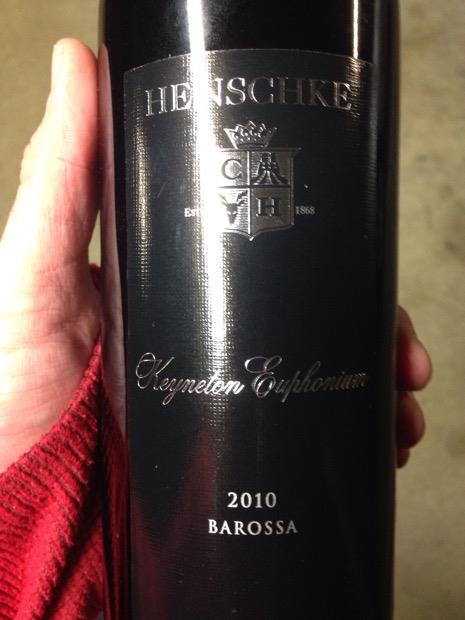 HENSCHKE
C
H
Est 1868
Keyneton Euphonium
2010
BAROSSA